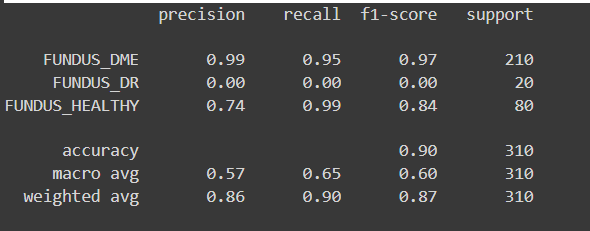 precision recall f1-score support
FUNDUS_DME 0.99 0.95 0.97 210
FUNDUS_DR 0.00 0.00 0.00 20
FUNDUS_HEALTHY 0.74 0.99 0.84 80
accuracy 0.90 310
macro avg 0.57 0.65 0.60 310
weighted avg 0.86 0.90 0.87 310